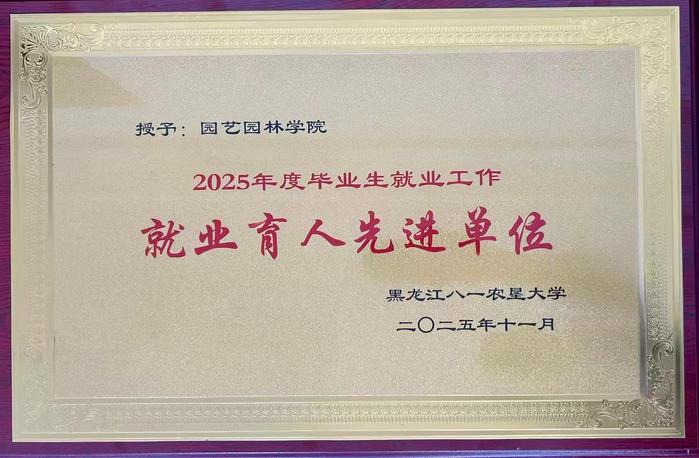 授予：园艺园林学院
2025年度毕业生就业工作
就业育人先进单位
黑龙江八一农垦大学
二〇二五年十一月